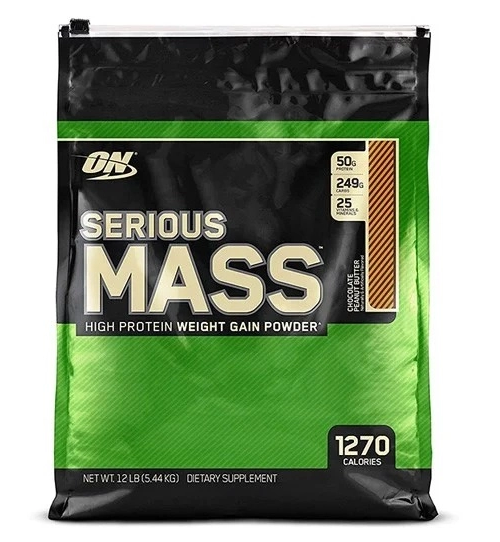 ON
SERIOUS
MASS™
HIGH PROTEIN WEIGHT GAIN POWDER*
50G
PROTEIN
249G
CARBS
25
VITAMINS &
MINERALS
CHOCOLATE
PEANUT BUTTER
1270
CALORIES
NET WT. 12 LB (5.44 KG) DIETARY SUPPLEMENT